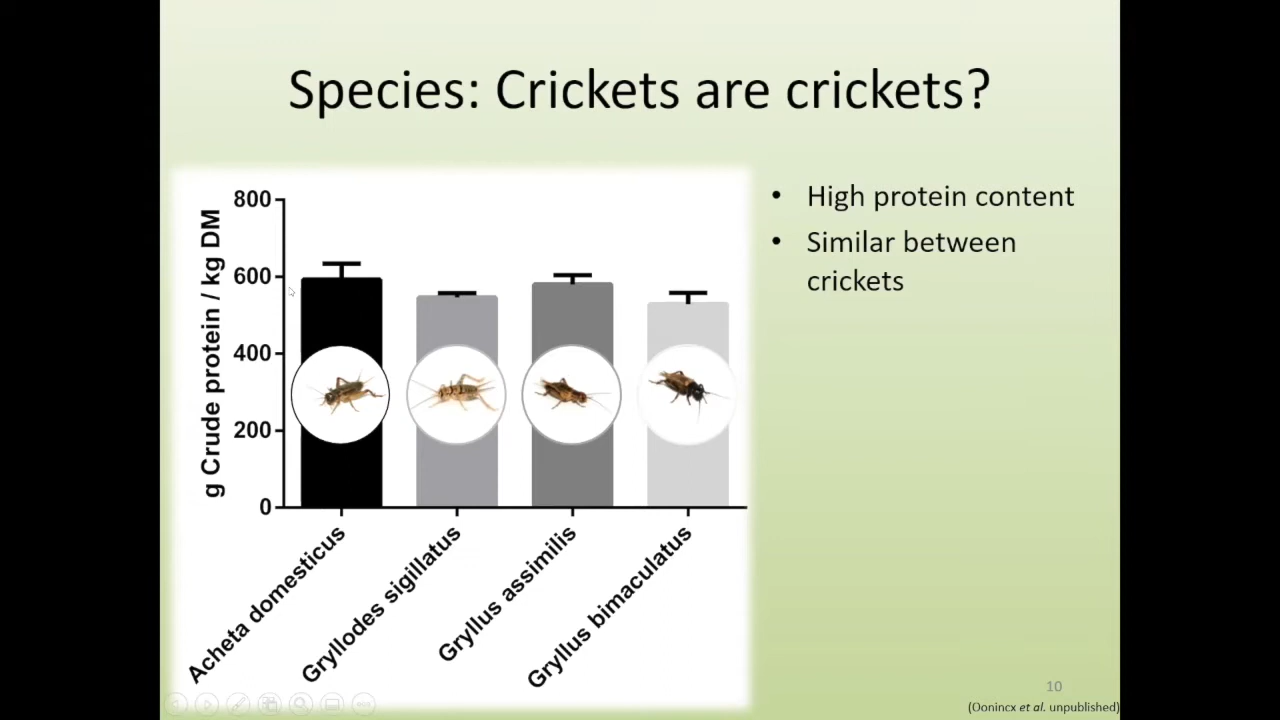 Species: Crickets are crickets?
g Crude protein / kg DM
800
600
400
200
0
Acheta domesticus
Gryllodes sigillatus
Gryllus assimilis
Gryllus bimaculatus
• High protein content
• Similar between
crickets
10
(Oonincx et al. unpublished)